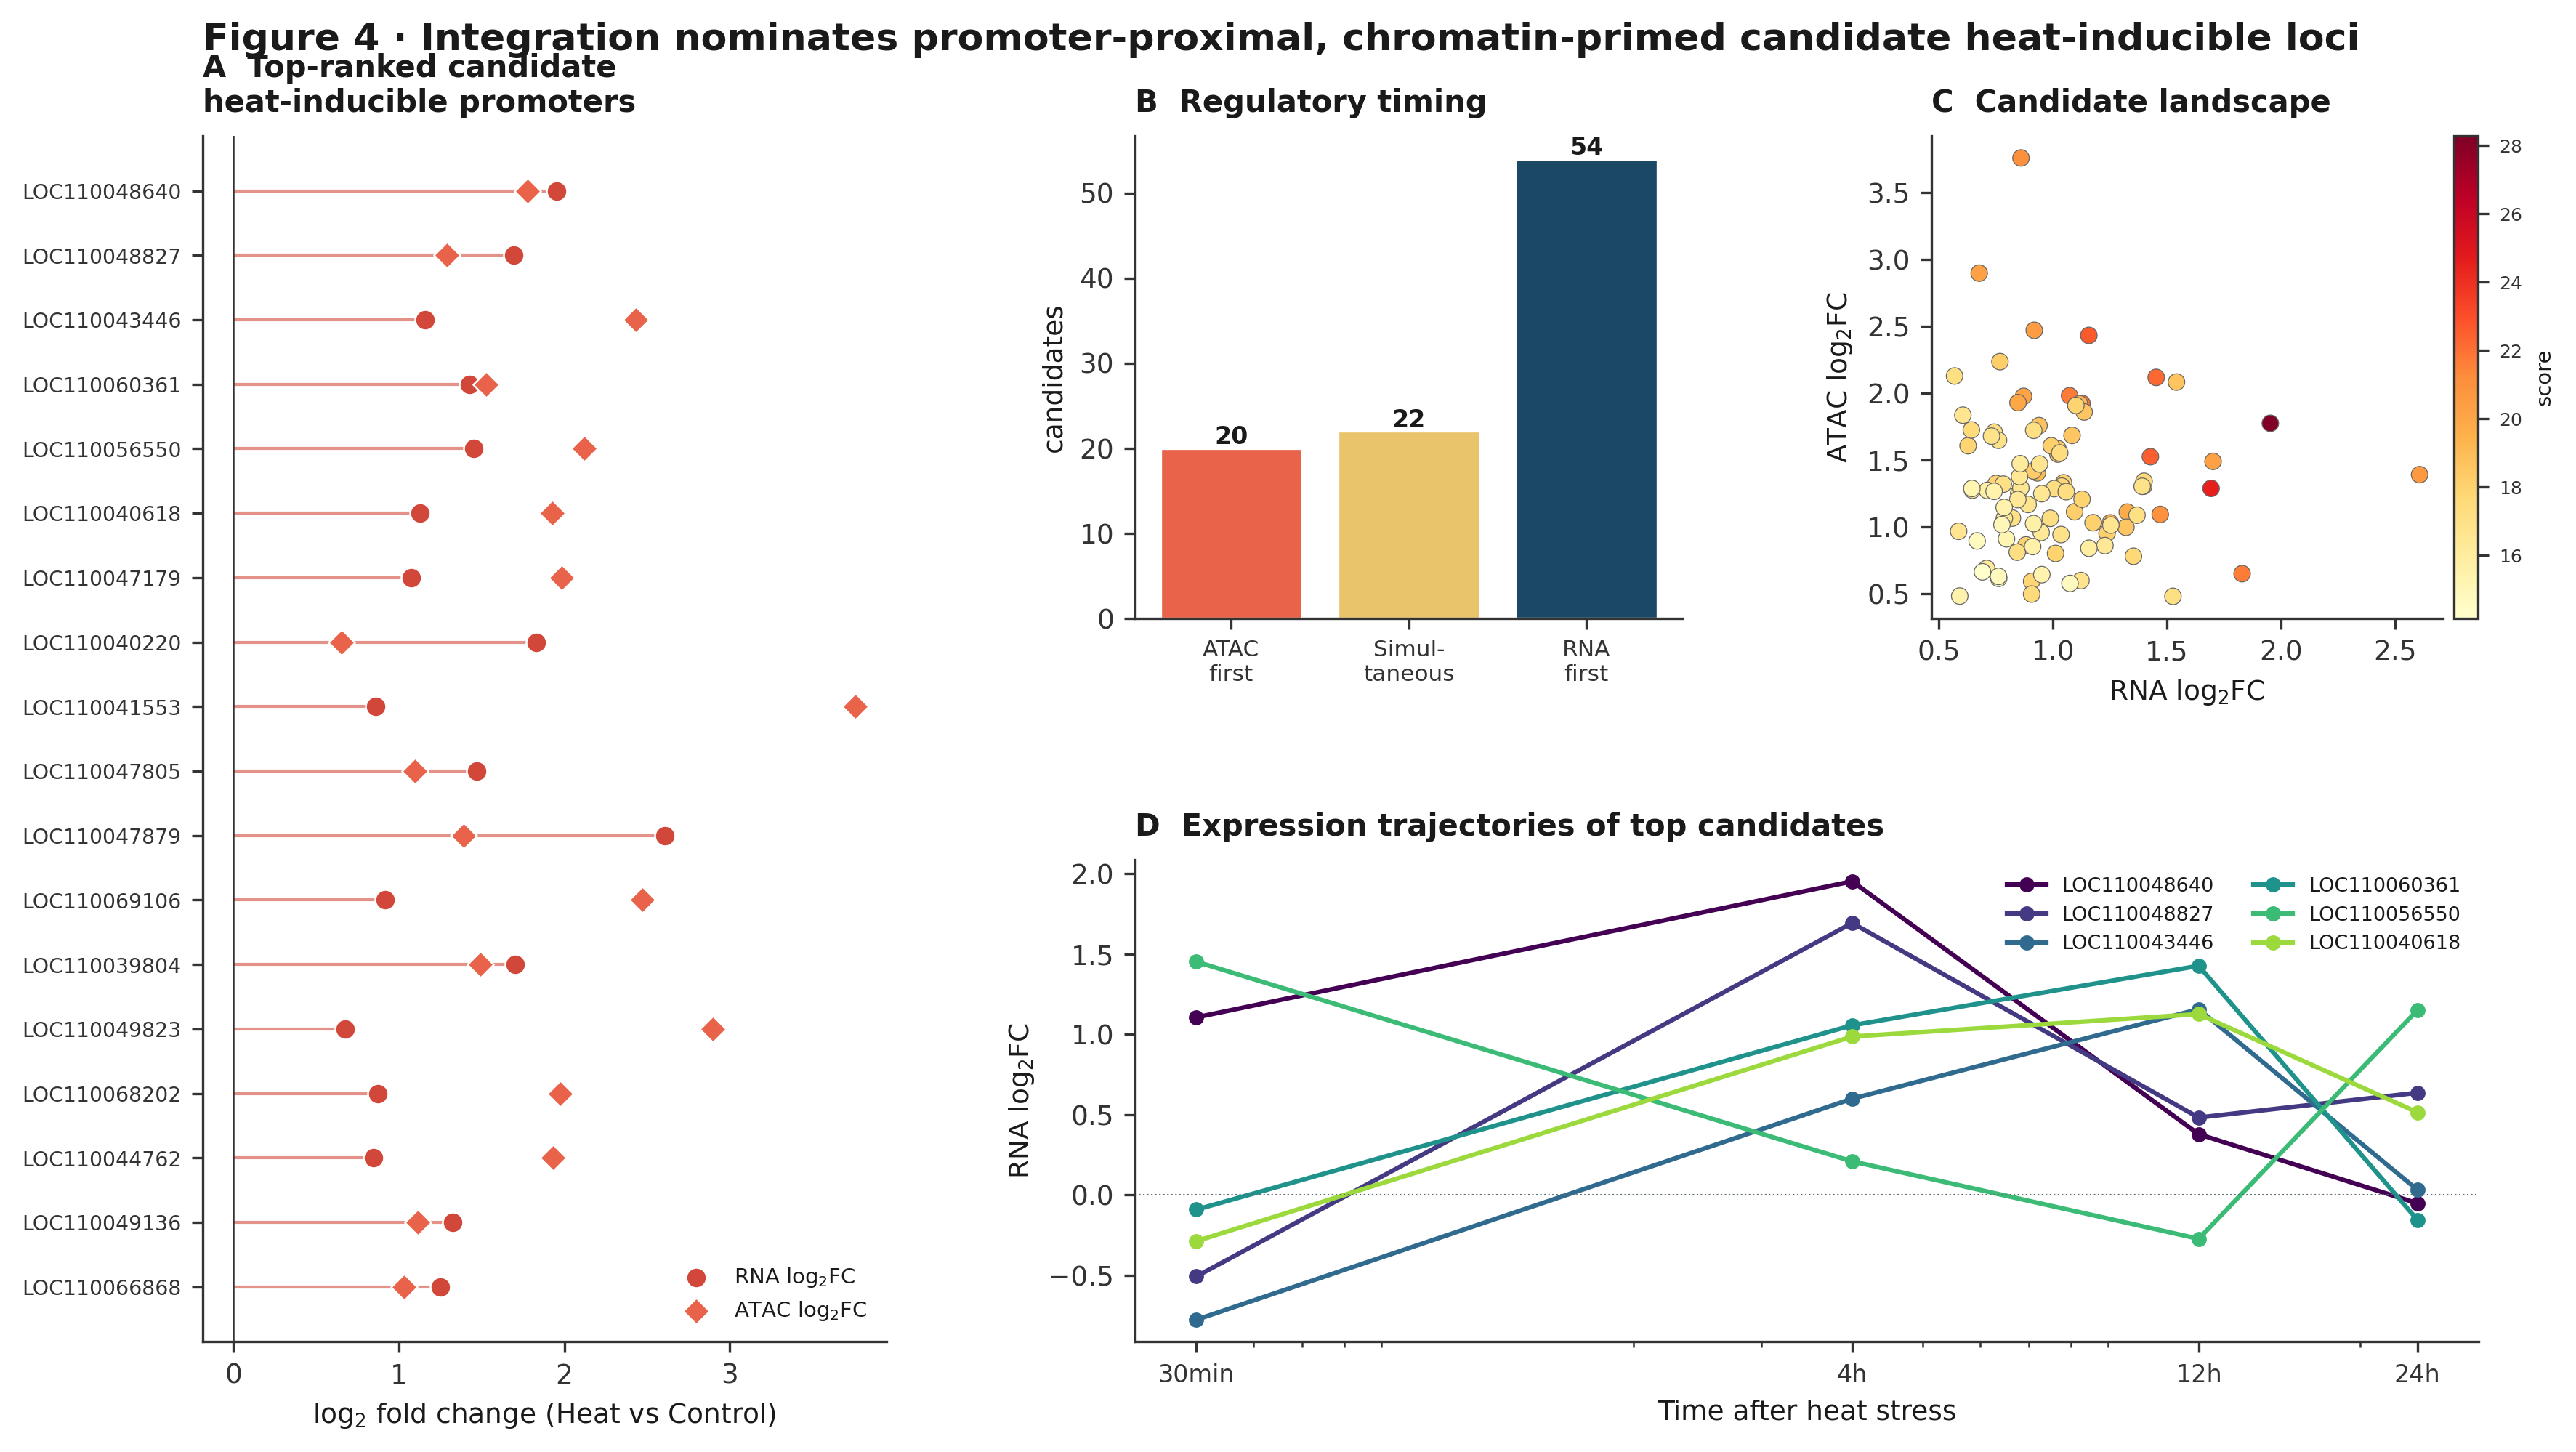 Figure 4 · Integration nominates promoter-proximal, chromatin-primed candidate heat-inducible loci
A Top-ranked candidate
heat-inducible promoters
LOC110048640
LOC110048827
LOC110043446
LOC110060361
LOC110056550
LOC110040618
LOC110047179
LOC110040220
LOC110041553
LOC110047805
LOC110047879
LOC110069106
LOC110039804
LOC110049823
LOC110068202
LOC110044762
LOC110049136
LOC110066868
RNA log₂FC
ATAC log₂FC
0 1 2 3
log₂ fold change (Heat vs Control)
B Regulatory timing
candidates
50
40
30
20
10
0
20
22
54
ATAC
first
Simul-
taneous
RNA
first
C Candidate landscape
ATAC log₂FC
3.5
3.0
2.5
2.0
1.5
1.0
0.5
0.5 1.0 1.5 2.0 2.5
RNA log₂FC
28
26
24
22
20
18
16
score
D Expression trajectories of top candidates
RNA log₂FC
2.0
1.5
1.0
0.5
0.0
−0.5
LOC110048640
LOC110048827
LOC110043446
LOC110060361
LOC110056550
LOC110040618
30min 4h 12h 24h
Time after heat stress